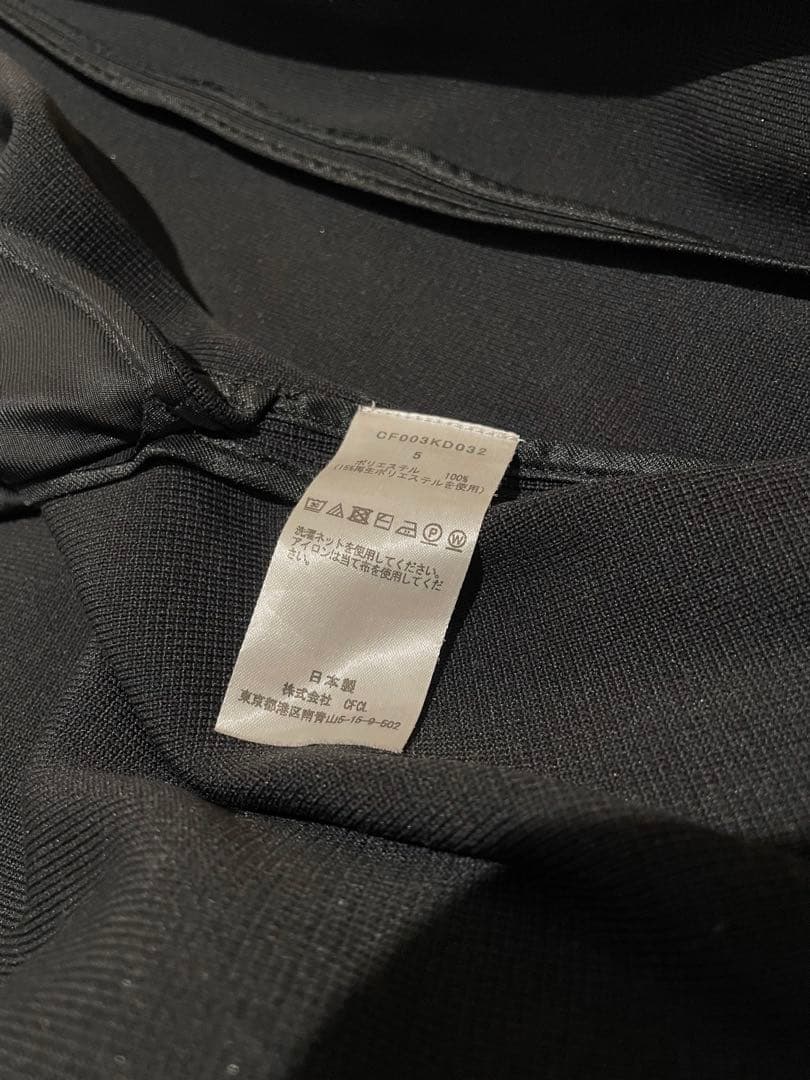 CF003KD032
5
ポリエステル 100%
(15%再生ポリエステルを使用)
P W
洗濯ネットを使用してください。
アイロンは当て布を使用してくだ
さい。
日本製
株式会社 CFCL
東京都港区南青山5-15-9-502